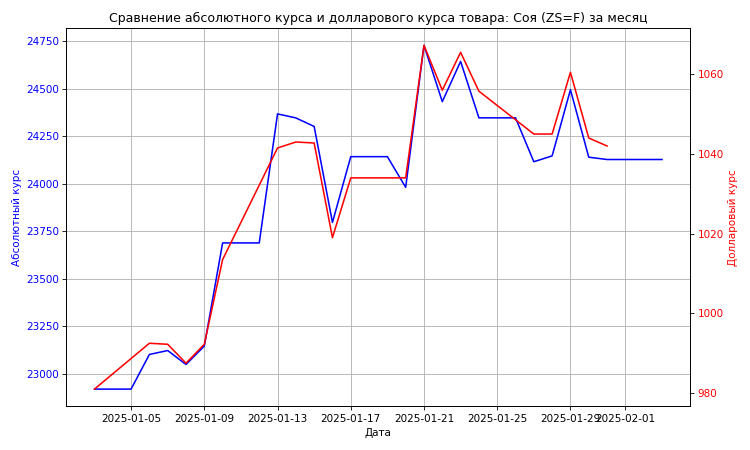 Сравнение абсолютного курса и долларового курса товара: Соя (ZS=F) за месяц
24750
24500
24250
24000
23750
23500
23250
23000
Абсолютный курс
1060
1040
1020
1000
980
Долларовый курс
2025-01-05 2025-01-09 2025-01-13 2025-01-17 2025-01-21 2025-01-25 2025-01-29 2025-02-01
Дата